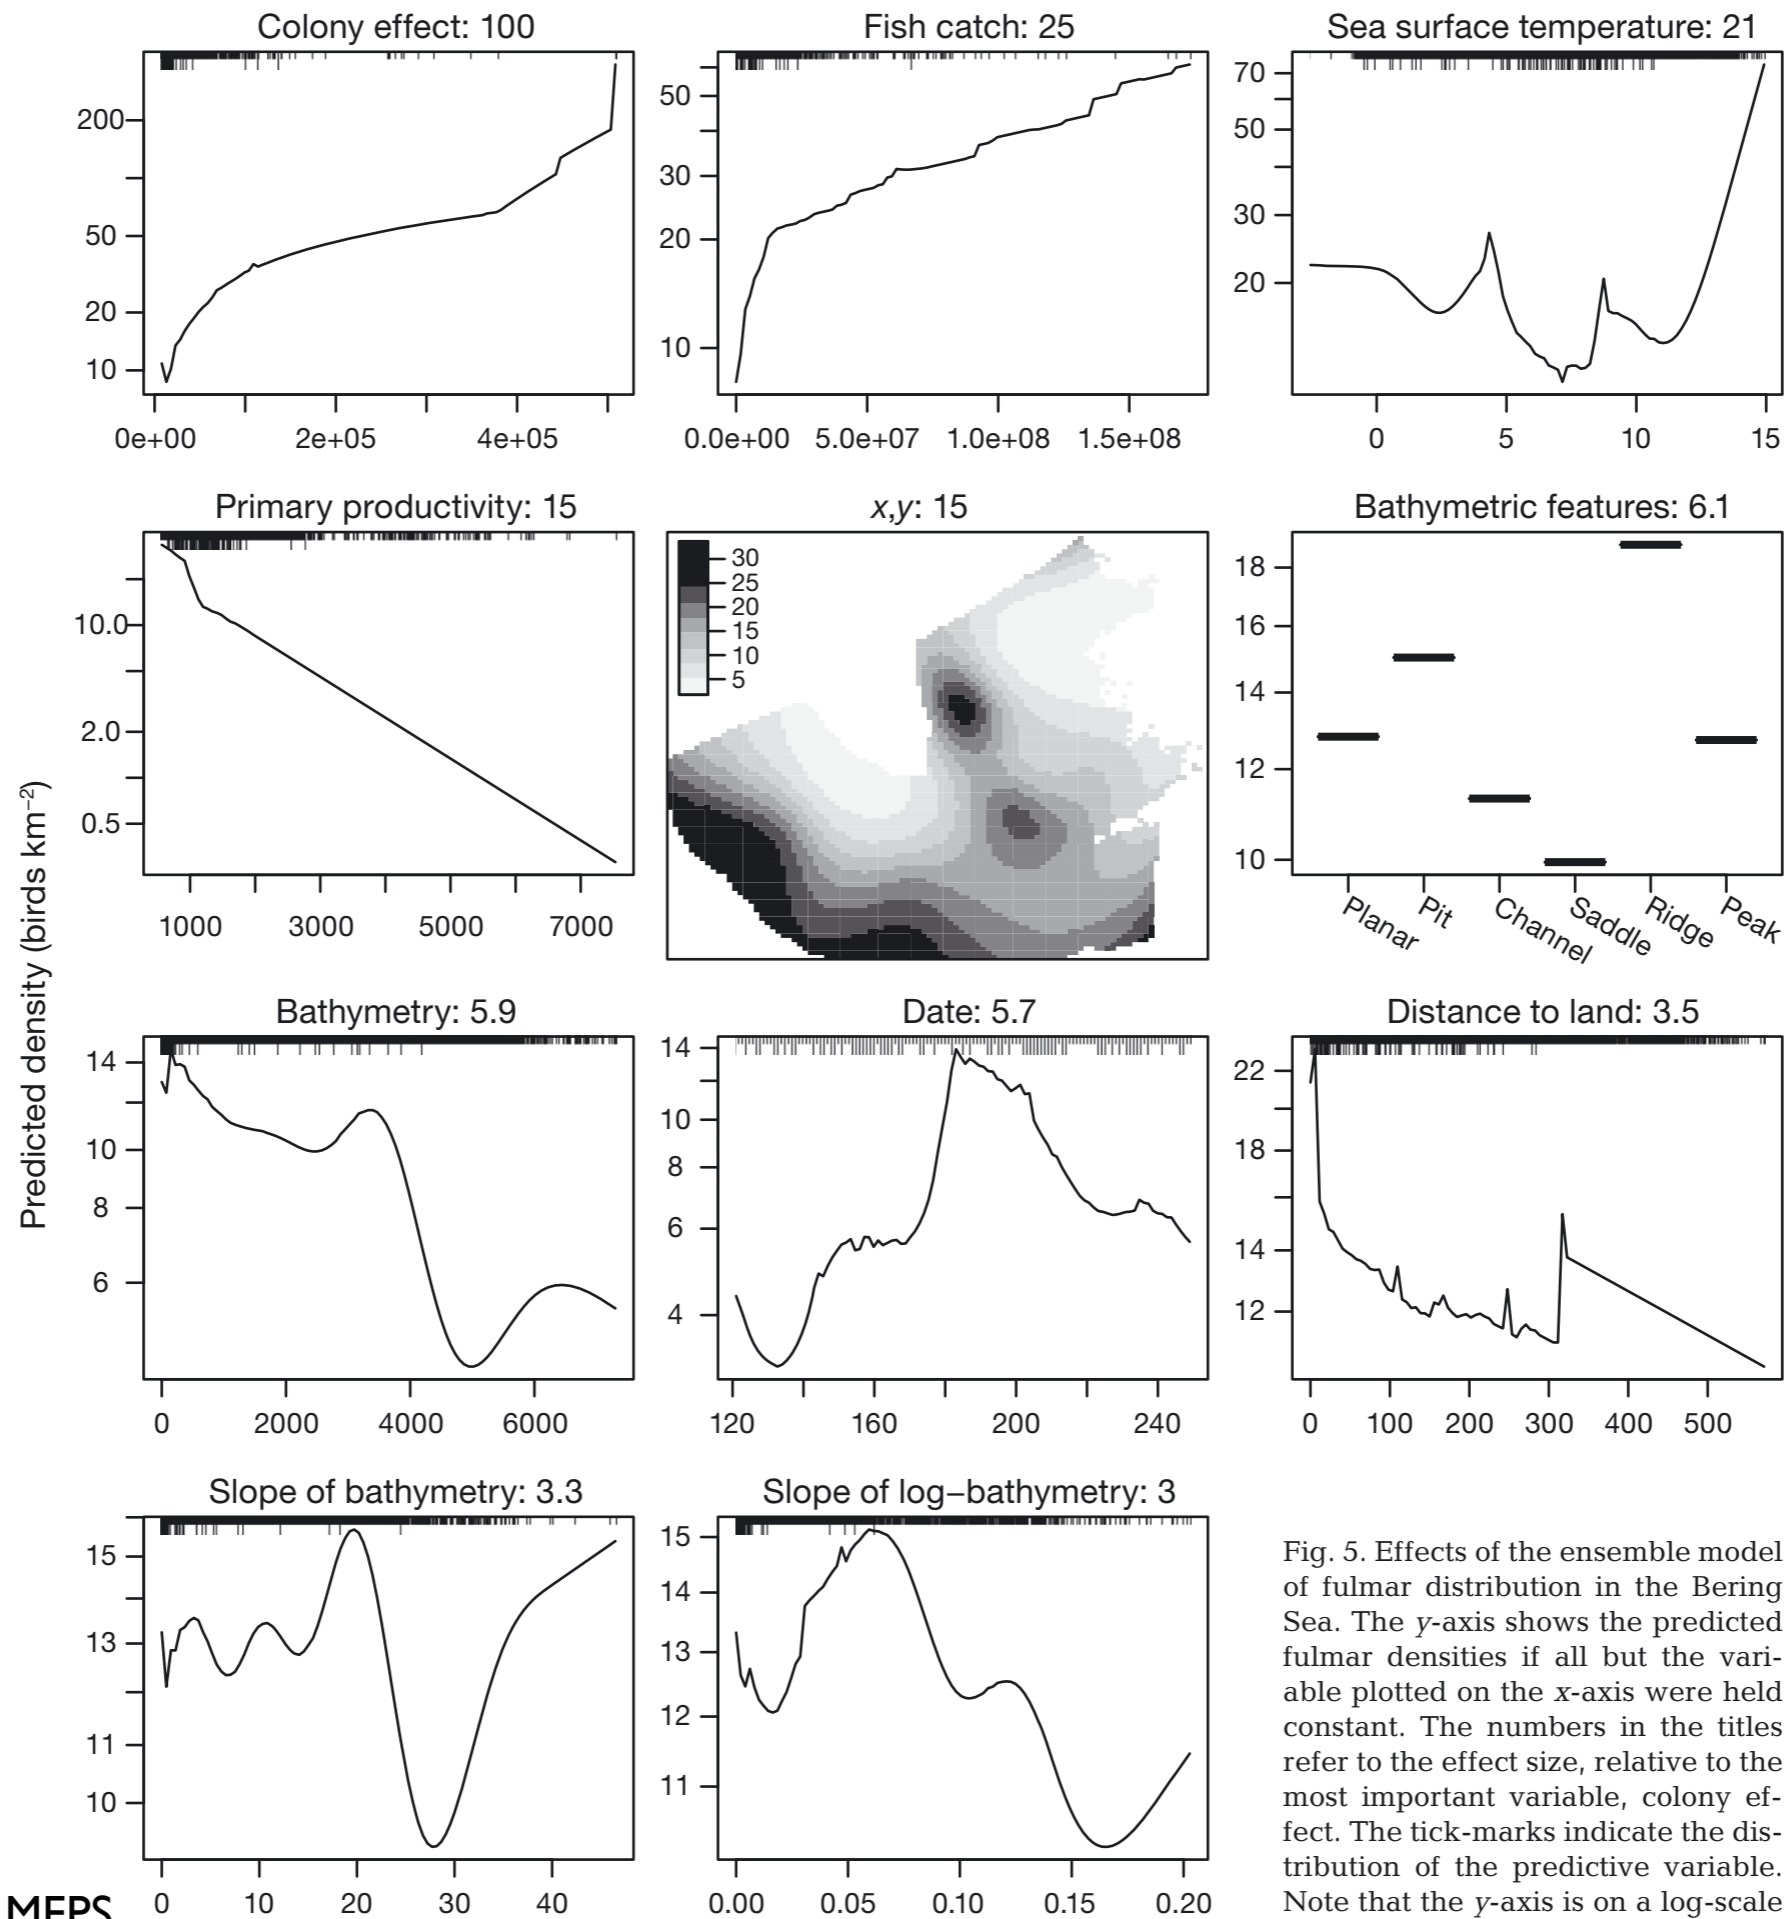 Colony effect: 100
200
50
20
10
0e+00 2e+05 4e+05
Fish catch: 25
50
30
20
10
0.0e+00 5.0e+07 1.0e+08 1.5e+08
Sea surface temperature: 21
70
50
30
20
0 5 10 15
Predicted density (birds km⁻²)
Primary productivity: 15
10.0
2.0
0.5
1000 3000 5000 7000
x,y: 15
30
25
20
15
10
5
Bathymetric features: 6.1
18
16
14
12
10
Planar Pit Channel Saddle Ridge Peak
Bathymetry: 5.9
14
10
8
6
0 2000 4000 6000
Date: 5.7
14
10
8
6
4
120 160 200 240
Distance to land: 3.5
22
18
14
12
0 100 200 300 400 500
Slope of bathymetry: 3.3
15
13
11
10
0 10 20 30 40
Slope of log–bathymetry: 3
15
14
13
12
11
0.00 0.05 0.10 0.15 0.20
Fig. 5. Effects of the ensemble model
of fulmar distribution in the Bering
Sea. The y-axis shows the predicted
fulmar densities if all but the vari-
able plotted on the x-axis were held
constant. The numbers in the titles
refer to the effect size, relative to the
most important variable, colony ef-
fect. The tick-marks indicate the dis-
tribution of the predictive variable.
Note that the y-axis is on a log-scale
MEPS